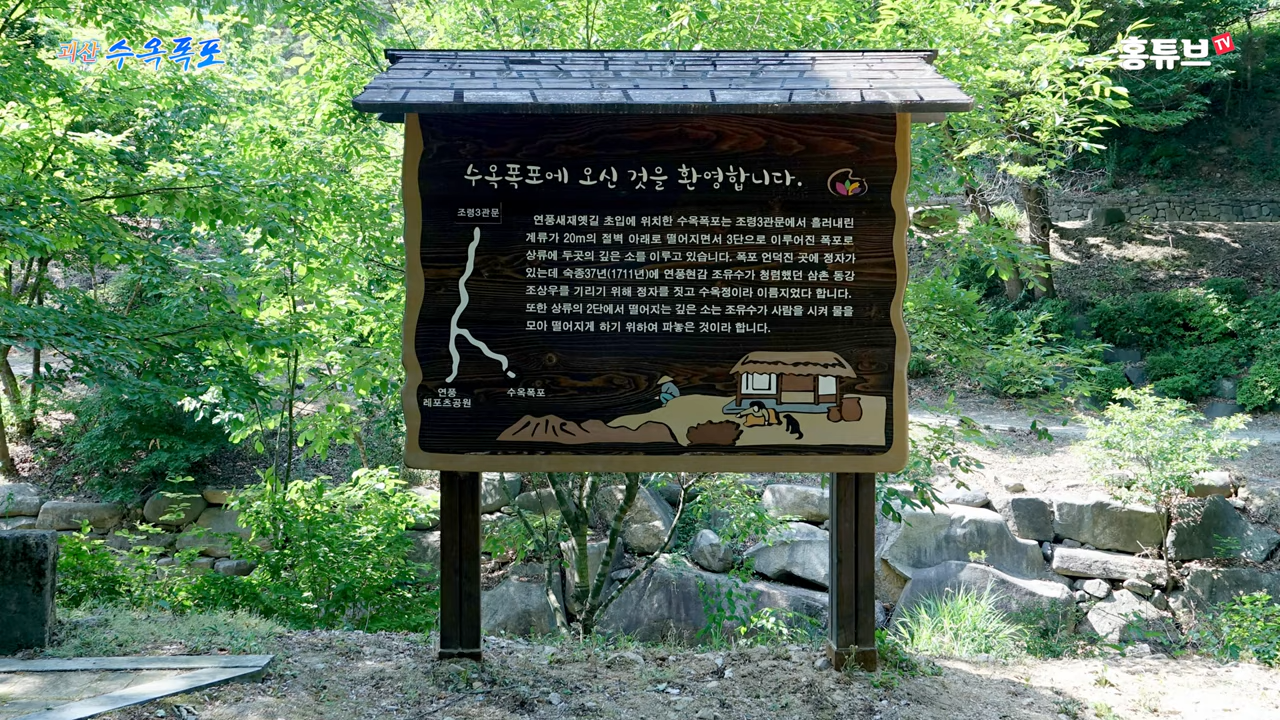 괴산 수옥폭포
홍튜브 TV
수옥폭포에 오신 것을 환영합니다.
조령3관문
연풍새재옛길 초입에 위치한 수옥폭포는 조령3관문에서 흘러내린
계류가 20m의 절벽 아래로 떨어지면서 3단으로 이루어진 폭포로
상류에 두곳의 깊은 소를 이루고 있습니다. 폭포 언덕진 곳에 정자가
있는데 숙종37년(1711년)에 연풍현감 조유수가 청렴했던 삼촌 동강
조상우를 기리기 위해 정자를 짓고 수옥정이라 이름지었다 합니다.
또한 상류의 2단에서 떨어지는 깊은 소는 조유수가 사람을 시켜 물을
모아 떨어지게 하기 위하여 파놓은 것이라 합니다.
연풍
레포츠공원
수옥폭포